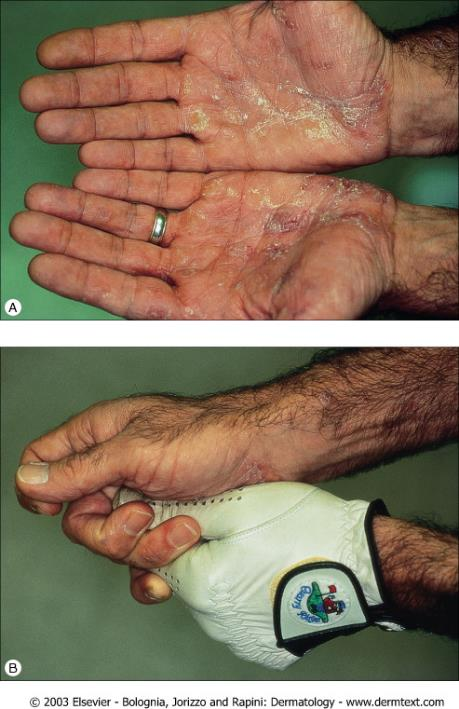 A
B
© 2003 Elsevier - Bolognia, Jorizzo and Rapini: Dermatology - www.dermtext.com